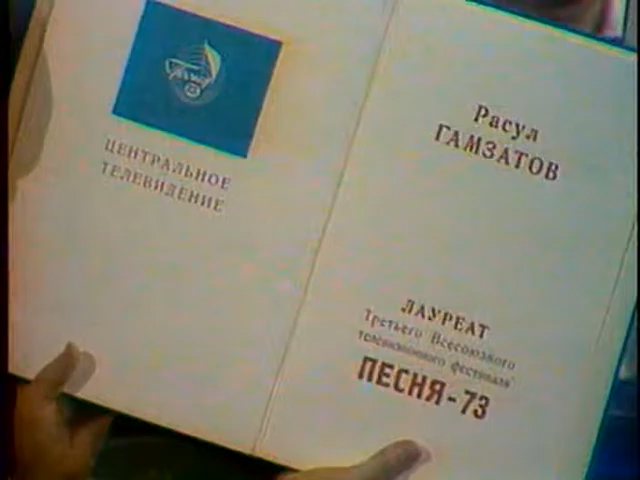 ЦЕНТРАЛЬНОЕ
ТЕЛЕВИДЕНИЕ
Расул
ГАМЗАТОВ
ЛАУРЕАТ
Третьего Всесоюзного
телевизионного фестиваля
ПЕСНЯ-73